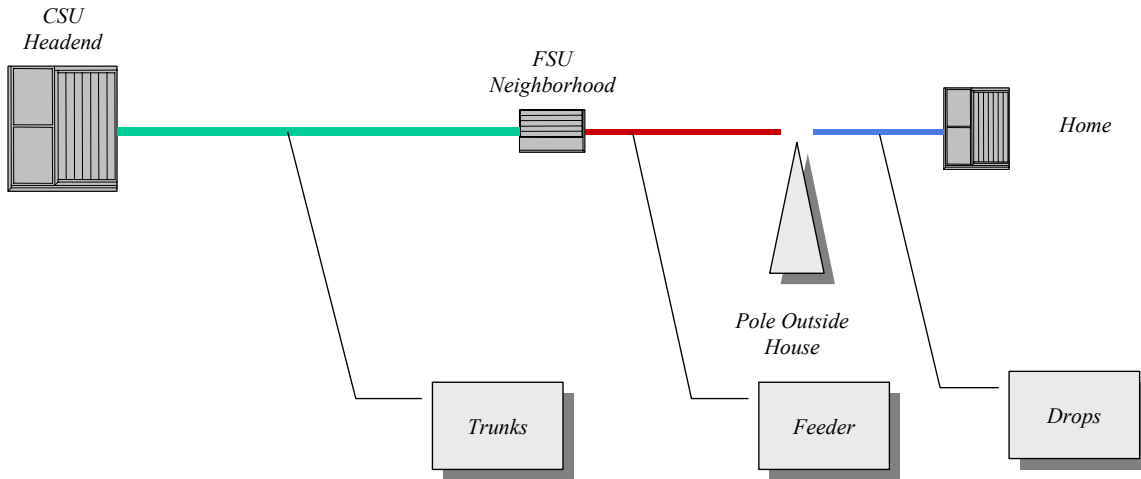 CSU
Headend
FSU
Neighborhood
Home
Pole Outside
House
Trunks
Feeder
Drops